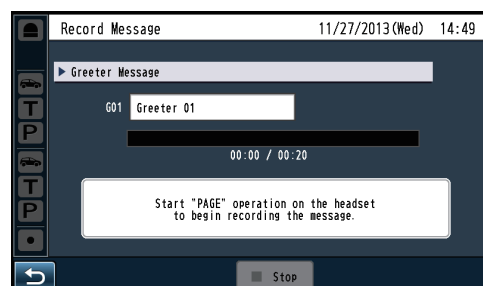 Record Message 11/27/2013(Wed) 14:49
▶ Greeter Message
G01 Greeter 01
00:00 / 00:20
T
P
T
P
Start "PAGE" operation on the headset
to begin recording the message.
Stop